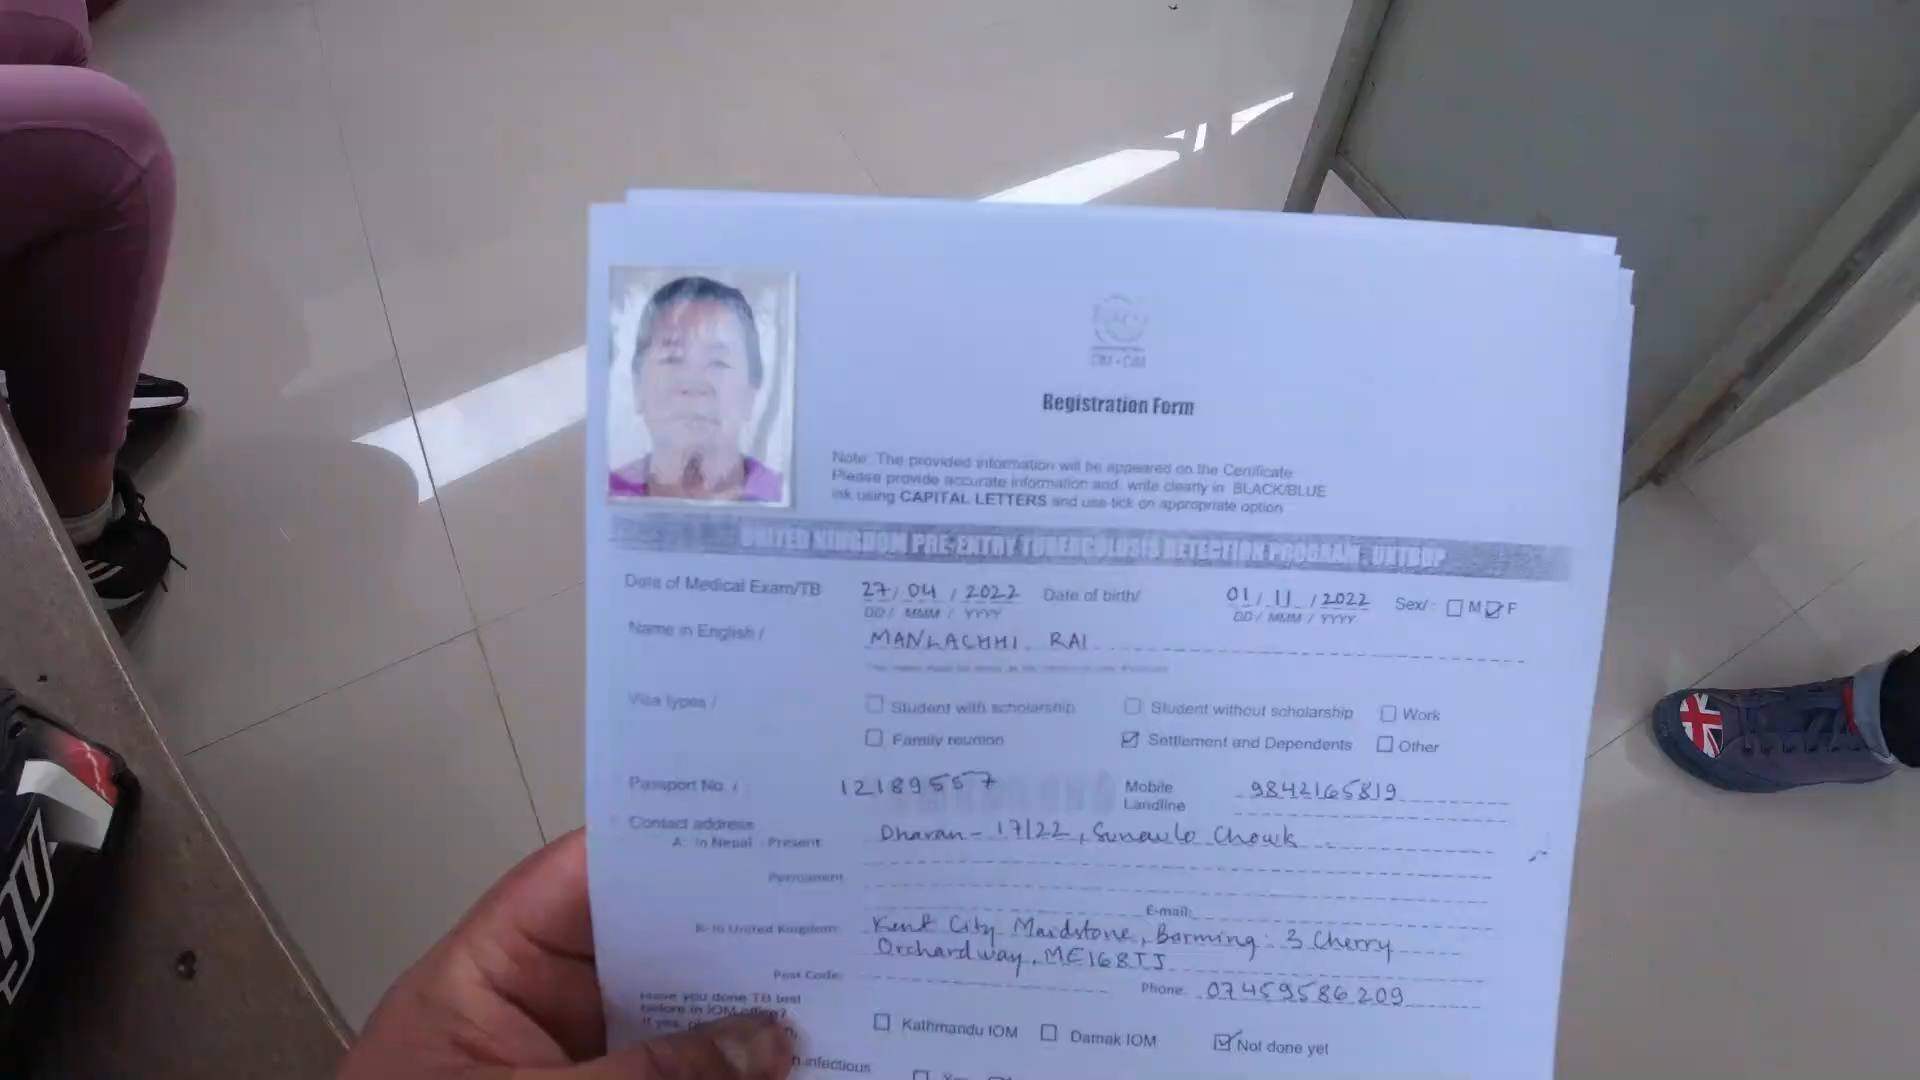 IOM • OIM
Registration Form
Note: The provided information will be appeared on the Certificate
Please provide accurate information and write clearly in BLACK/BLUE
ink using CAPITAL LETTERS and use tick on appropriate option
UNITED KINGDOM PRE-ENTRY TUBERCULOSIS DETECTION PROGRAM -UKTBDP
Date of Medical Exam/TB 27/04/2022 Date of birth/ 01/11/2022 Sex/: M F
DD/ MMM / YYYY DD/ MMM / YYYY
Name in English / MANLACHHI RAI
Visa types / Student with scholarship Student without scholarship Work
Family reunion Settlement and Dependents Other
Passport No. / 12189557 Mobile 9842165819
Landline
Contact address
A: In Nepal : Present Dharan - 17/22, Sunaulo Chowk
Permanent
E-mail:
B- In United Kingdom: Kent City Maidstone, Barming: 3 Cherry
Orchardway, ME168TJ
Post Code: Phone: 07459586209
Have you done TB test
before in IOM office? Kathmandu IOM Damak IOM Not done yet
If yes,
infectious